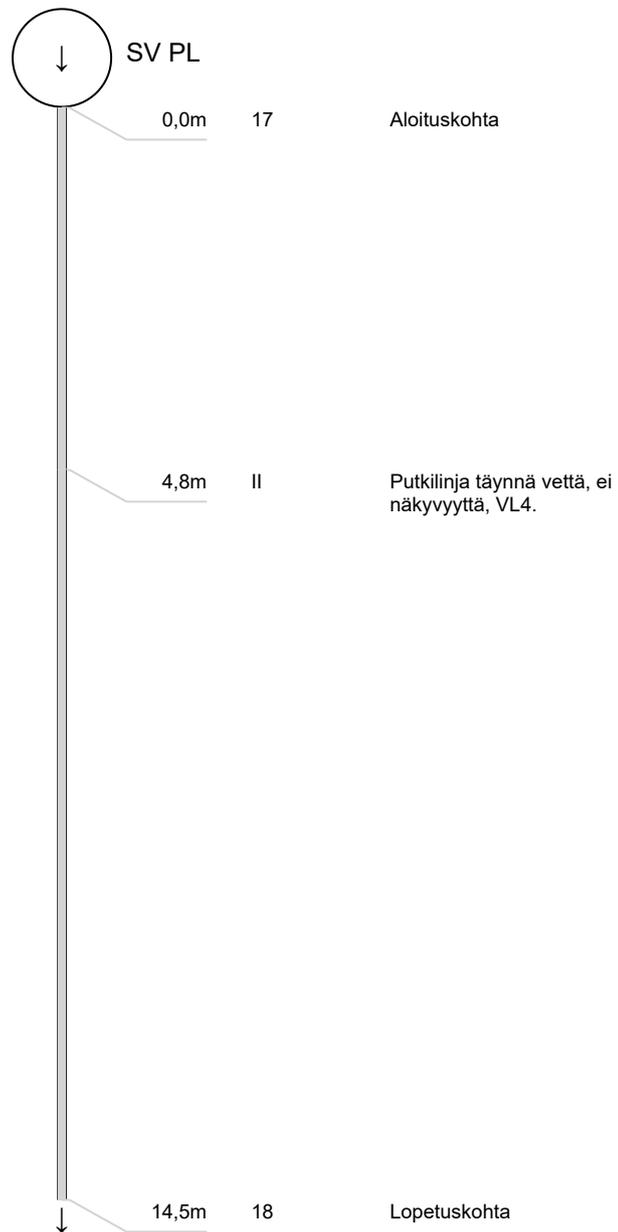 ↓ SV PL
0,0m 17 Aloituskohta
4,8m II Putkilinja täynnä vettä, ei
näkyvyyttä, VL4.
14,5m 18 Lopetuskohta
↓